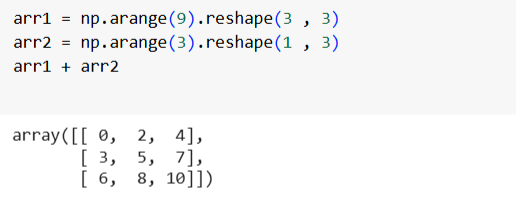 arr1 = np.arange(9).reshape(3 , 3)
arr2 = np.arange(3).reshape(1 , 3)
arr1 + arr2
array([[ 0,  2,  4],
       [ 3,  5,  7],
       [ 6,  8, 10]])